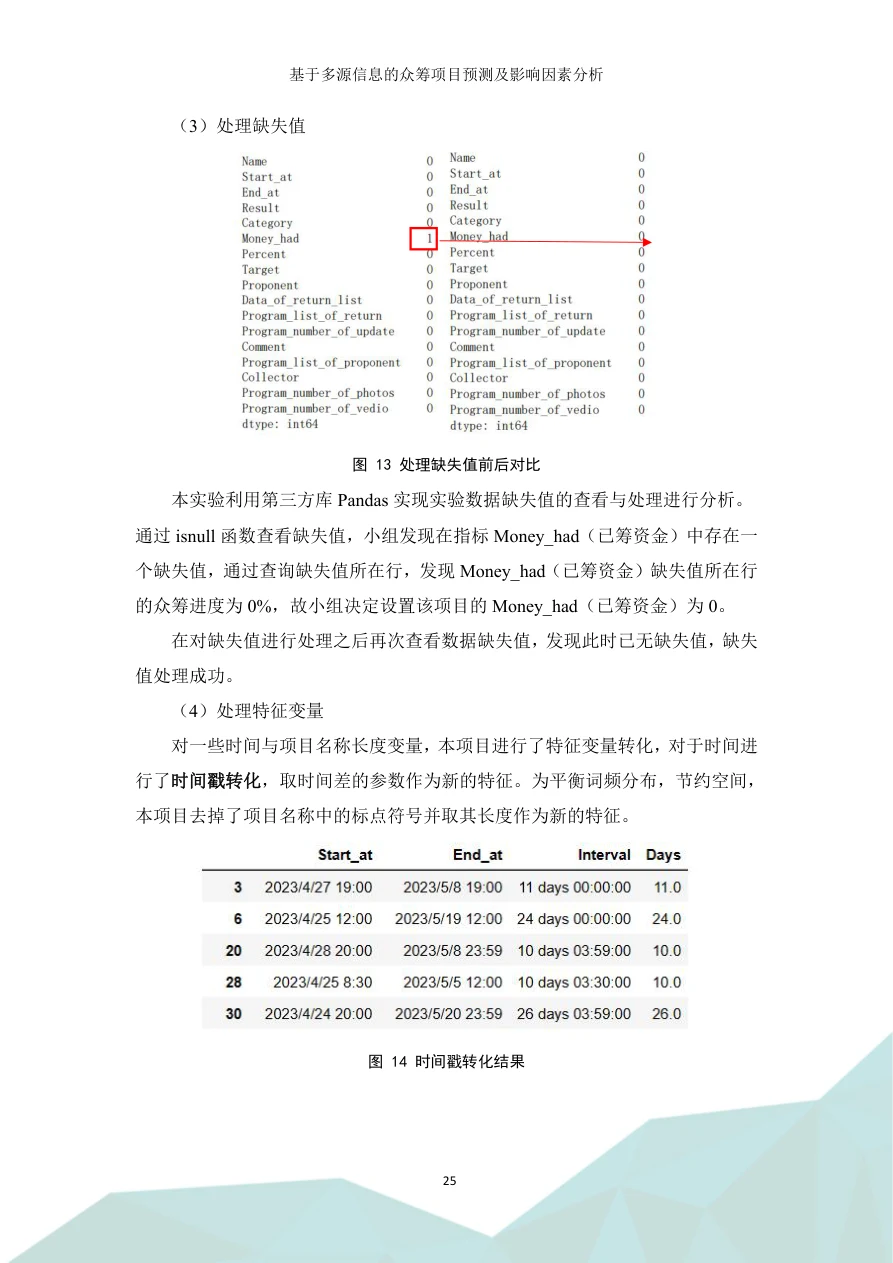 基于多源信息的众筹项目预测及影响因素分析
（3）处理缺失值
Name 0
Start_at 0
End_at 0
Result 0
Category 0
Money_had 1
Percent 0
Target 0
Proponent 0
Data_of_return_list 0
Program_list_of_return 0
Program_number_of_update 0
Comment 0
Program_list_of_proponent 0
Collector 0
Program_number_of_photos 0
Program_number_of_vedio 0
dtype: int64
Name 0
Start_at 0
End_at 0
Result 0
Category 0
Money_had 0
Percent 0
Target 0
Proponent 0
Data_of_return_list 0
Program_list_of_return 0
Program_number_of_update 0
Comment 0
Program_list_of_proponent 0
Collector 0
Program_number_of_photos 0
Program_number_of_vedio 0
dtype: int64
图 13 处理缺失值前后对比
本实验利用第三方库 Pandas 实现实验数据缺失值的查看与处理进行分析。
通过 isnull 函数查看缺失值，小组发现在指标 Money_had（已筹资金）中存在一
个缺失值，通过查询缺失值所在行，发现 Money_had（已筹资金）缺失值所在行
的众筹进度为 0%，故小组决定设置该项目的 Money_had（已筹资金）为 0。
在对缺失值进行处理之后再次查看数据缺失值，发现此时已无缺失值，缺失
值处理成功。
（4）处理特征变量
对一些时间与项目名称长度变量，本项目进行了特征变量转化，对于时间进
行了时间戳转化，取时间差的参数作为新的特征。为平衡词频分布，节约空间，
本项目去掉了项目名称中的标点符号并取其长度作为新的特征。
Start_at End_at Interval Days
3 2023/4/27 19:00 2023/5/8 19:00 11 days 00:00:00 11.0
6 2023/4/25 12:00 2023/5/19 12:00 24 days 00:00:00 24.0
20 2023/4/28 20:00 2023/5/8 23:59 10 days 03:59:00 10.0
28 2023/4/25 8:30 2023/5/5 12:00 10 days 03:30:00 10.0
30 2023/4/24 20:00 2023/5/20 23:59 26 days 03:59:00 26.0
图 14 时间戳转化结果
25